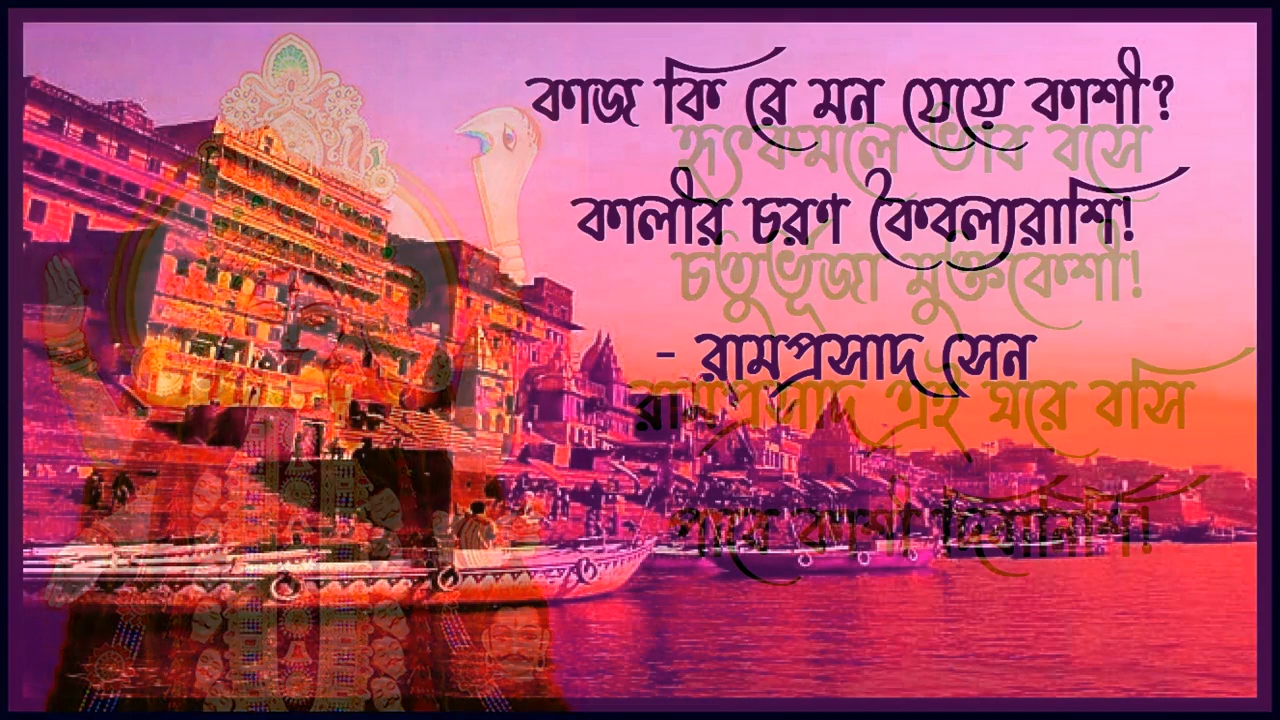 কাজ কি রে মন যেয়ে কাশী?
হৃৎকমলে ভাব বসে
কালীর চরণ কৈবল্যরাশি!
চতুর্ভূজা মুক্তকেশী!
- রামপ্রসাদ সেন
রামপ্রসাদ এই ঘরে বসি
পাবে কাশী দিবানিশি!